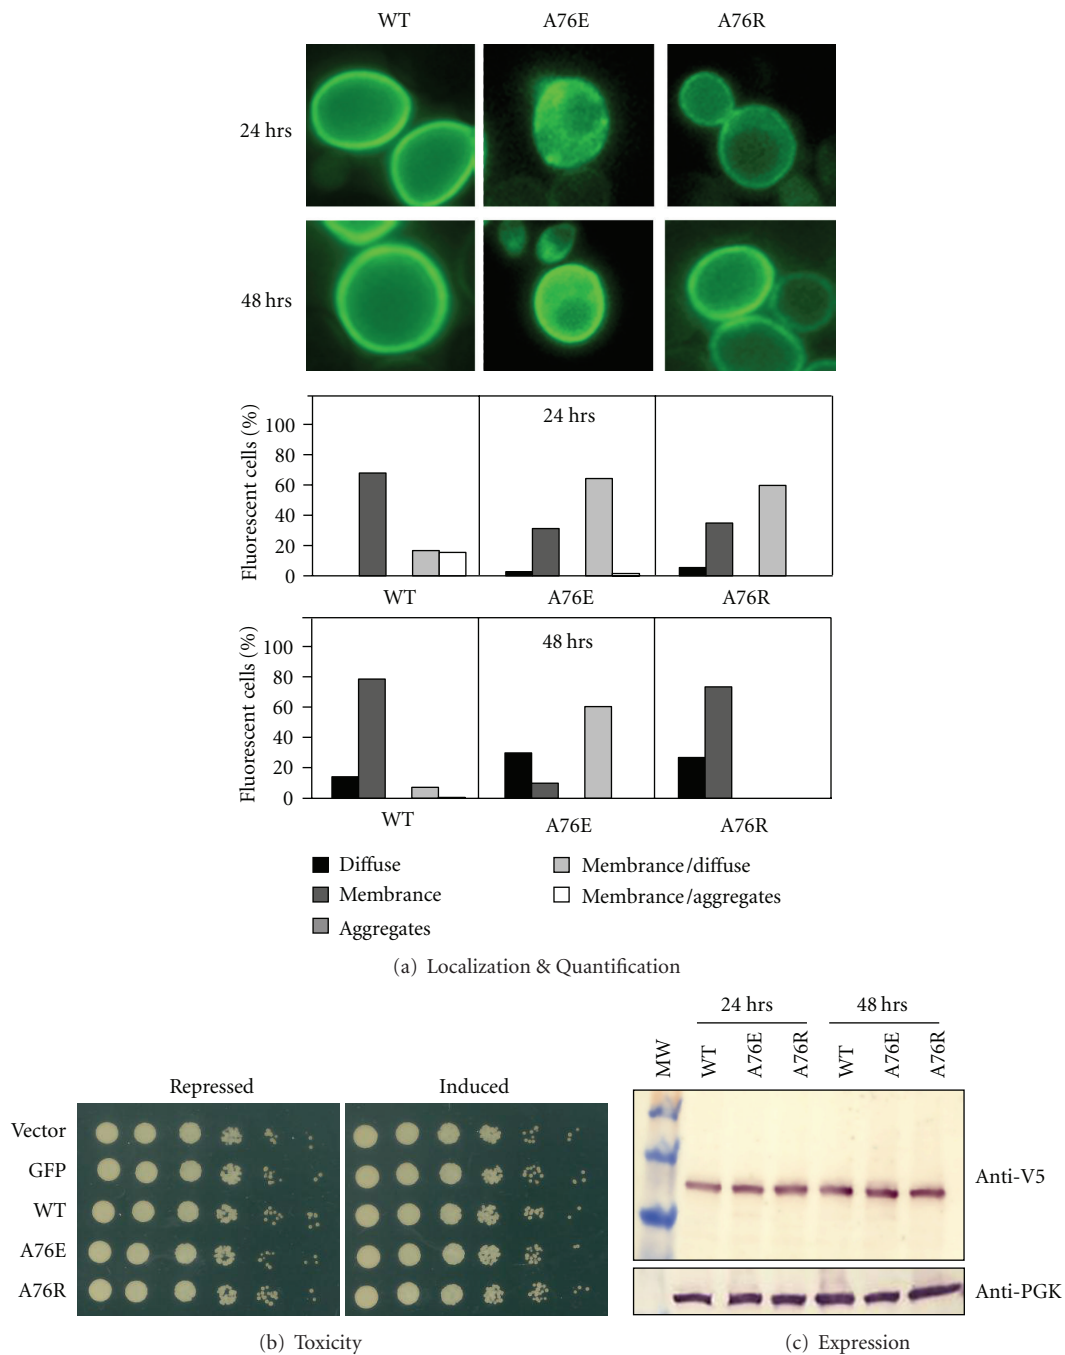 WT A76E A76R
24 hrs
48 hrs
Fluorescent cells (%)
100
80
60
40
20
0
24 hrs
WT A76E A76R
Fluorescent cells (%)
100
80
60
40
20
0
48 hrs
WT A76E A76R
Diffuse
Membrance
Aggregates
Membrance/diffuse
Membrance/aggregates
(a) Localization & Quantification
Repressed Induced
Vector
GFP
WT
A76E
A76R
(b) Toxicity
24 hrs 48 hrs
MW WT A76E A76R WT A76E A76R
Anti-V5
Anti-PGK
(c) Expression